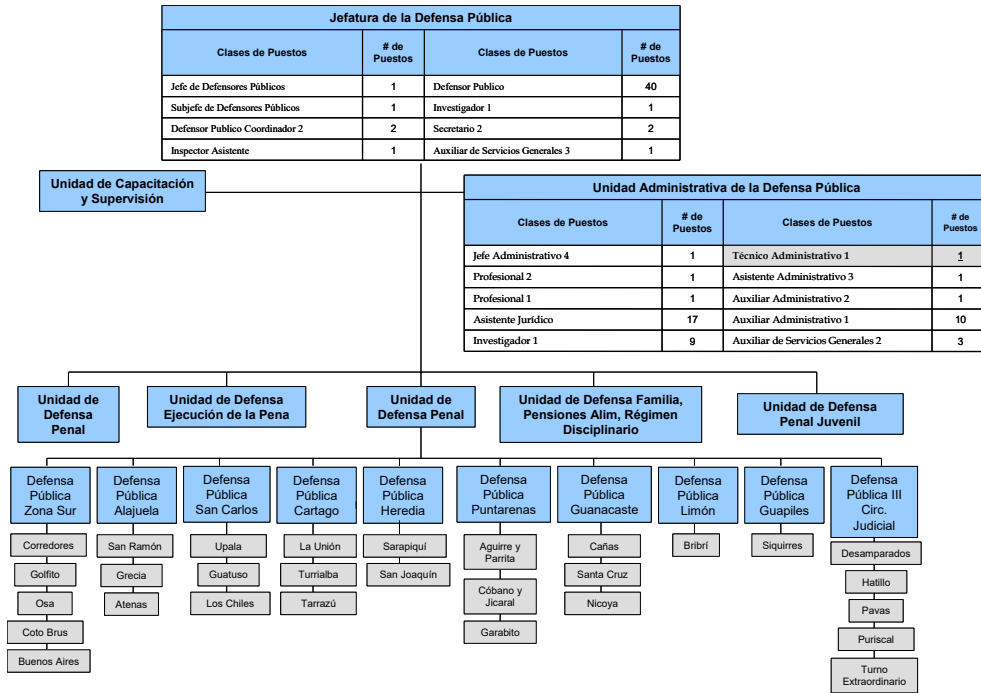 Jefatura de la Defensa Pública
Clases de Puestos # de Puestos Clases de Puestos # de Puestos
Jefe de Defensores Públicos 1 Defensor Publico 40
Subjefe de Defensores Públicos 1 Investigador 1 1
Defensor Publico Coordinador 2 2 Secretario 2 2
Inspector Asistente 1 Auxiliar de Servicios Generales 3 1
Unidad de Capacitación
y Supervisión
Unidad Administrativa de la Defensa Pública
Clases de Puestos # de Puestos Clases de Puestos # de Puestos
Jefe Administrativo 4 1 Técnico Administrativo 1 1
Profesional 2 1 Asistente Administrativo 3 1
Profesional 1 1 Auxiliar Administrativo 2 1
Asistente Jurídico 17 Auxiliar Administrativo 1 10
Investigador 1 9 Auxiliar de Servicios Generales 2 3
Unidad de
Defensa
Penal
Unidad de Defensa
Ejecución de la Pena
Unidad de
Defensa Penal
Unidad de Defensa Familia,
Pensiones Alim, Régimen
Disciplinario
Unidad de Defensa
Penal Juvenil
Defensa
Pública
Zona Sur
Corredores
Golfito
Osa
Coto Brus
Buenos Aires
Defensa
Pública
Alajuela
San Ramón
Grecia
Atenas
Defensa
Pública
San Carlos
Upala
Guatuso
Los Chiles
Defensa
Pública
Cartago
La Unión
Turrialba
Tarrazú
Defensa
Pública
Heredia
Sarapiquí
San Joaquín
Defensa
Pública
Puntarenas
Aguirre y
Parrita
Cóbano y
Jicaral
Garabito
Defensa
Pública
Guanacaste
Cañas
Santa Cruz
Nicoya
Defensa
Pública
Limón
Bribrí
Defensa
Pública
Guapiles
Siquirres
Defensa
Pública III
Circ.
Judicial
Desamparados
Hatillo
Pavas
Puriscal
Turno
Extraordinario